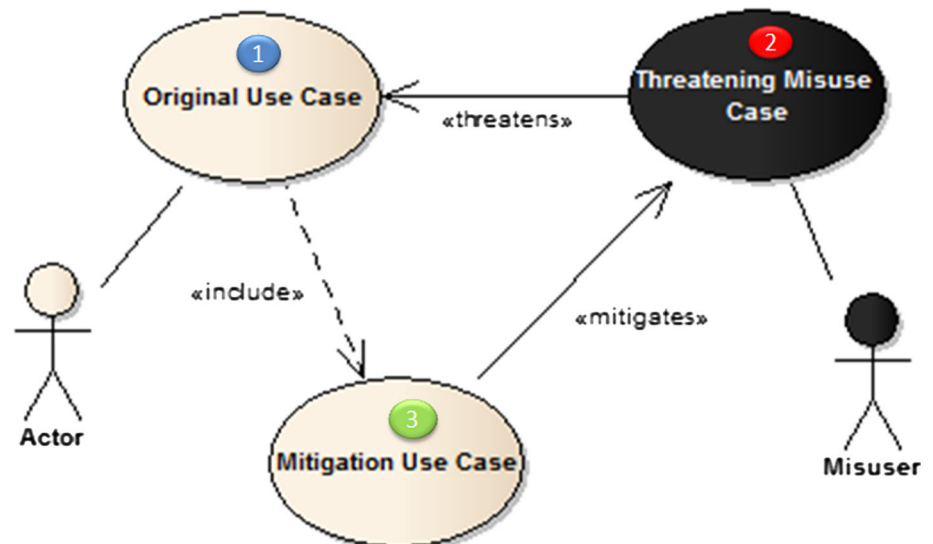 1
Original Use Case
2
Threatening Misuse
Case
«threatens»
«include»
«mitigates»
Actor
3
Mitigation Use Case
Misuser